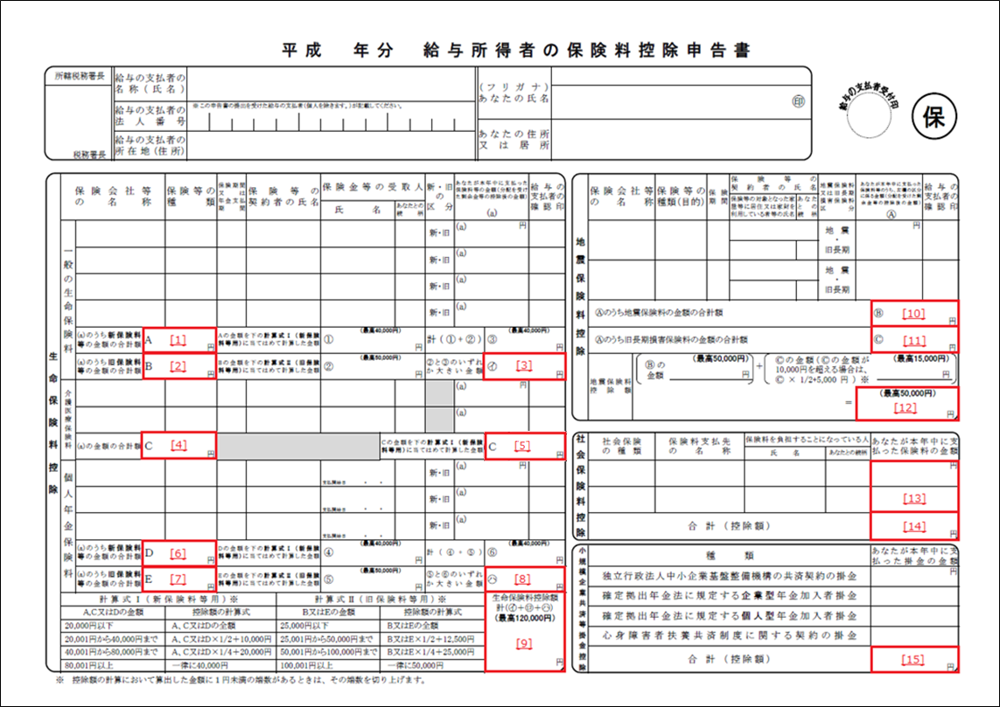 平成 年分 給与所得者の保険料控除申告書
所轄税務署長
税務署長
給与の支払者の
名称(氏名)
※この申告書の提出を受けた給与の支払者(個人を除きます。)が記載してください。
給与の支払者の
法人番号
給与の支払者の
所在地(住所)
(フリガナ)
あなたの氏名
㊞
あなたの住所
又は居所
給与の支払者受付印
保
生命保険料控除
保険会社等
の名称
保険等の
種類
保険期間
又は
年金支払
期間
保険等の
契約者の氏名
保険金等の受取人
氏名
あなたとの
続柄
新・旧
の
区分
あなたが本年中に支払った
保険料等の金額(分配を受け
た剰余金等の控除後の金額)
(a)
給与の
支払者の
確認印
一般の生命保険料
新・旧 (a) 円
新・旧 (a)
新・旧 (a)
新・旧 (a)
(a)のうち新保険料
等の金額の合計額
A [1] 円
Aの金額を下の計算式Ⅰ(新保険
料等用)に当てはめて計算した金額
① (最高40,000円) 円
計(①+②)
③ (最高40,000円) 円
(a)のうち旧保険料
等の金額の合計額
B [2] 円
Bの金額を下の計算式Ⅱ(旧保険
料等用)に当てはめて計算した金額
② (最高50,000円) 円
②と③のいずれ
か大きい金額
㋑ [3] 円
介護医療保険料
(a) 円
(a)
(a)の金額の合計額
C [4] 円
Cの金額を下の計算式Ⅰ(新保険
料等用)に当てはめて計算した金額
C [5] 円
個人年金保険料
支払開始日 ・ ・ 新・旧 (a) 円
支払開始日 ・ ・ 新・旧 (a)
支払開始日 ・ ・ 新・旧 (a)
(a)のうち新保険料
等の金額の合計額
D [6] 円
Dの金額を下の計算式Ⅰ(新保険
料等用)に当てはめて計算した金額
④ (最高40,000円) 円
計(④+⑤)
⑥ (最高40,000円) 円
(a)のうち旧保険料
等の金額の合計額
E [7] 円
Eの金額を下の計算式Ⅱ(旧保険
料等用)に当てはめて計算した金額
⑤ (最高50,000円) 円
⑤と⑥のいずれ
か大きい金額
㋩ [8] 円
計算式Ⅰ(新保険料等用)※
計算式Ⅱ(旧保険料等用)※
A,C又はDの金額 控除額の計算式 B又はEの金額 控除額の計算式
20,000円以下 A、C又はDの全額 25,000円以下 B又はEの全額
20,001円から40,000円まで A、C又はD×1/2+10,000円 25,001円から50,000円まで B又はE×1/2+12,500円
40,001円から80,000円まで A、C又はD×1/4+20,000円 50,001円から100,000円まで B又はE×1/4+25,000円
80,001円以上 一律に40,000円 100,001円以上 一律に50,000円
生命保険料控除額
計(㋑+㋺+㋩)
(最高120,000円)
[9]
円
※ 控除額の計算において算出した金額に1円未満の端数があるときは、その端数を切り上げます。
地震保険料控除
保険会社等
の名称
保険等の
種類(目的)
保険
期間
保険等の
契約者の氏名
保険等の対象となった家
屋等に居住又は家財を
利用している者等の氏名
あなた
との
続柄
地震保険料
又は旧長期
損害保険料
区分
あなたが本年中に支払った
保険料等のうち、左欄の区分
に係る金額(分配を受けた剰
余金等の控除後の金額)
Ⓐ
給与の
支払者の
確認印
地震
・
旧長期
円
地震
・
旧長期
Ⓐのうち地震保険料の金額の合計額
Ⓑ [10] 円
Ⓐのうち旧長期損害保険料の金額の合計額
Ⓒ [11] 円
地震保険料
控除額
Ⓑの
金額
(最高50,000円)
円
+
Ⓒの金額(Ⓒの金額が
10,000円を超える場合は、
Ⓒ×1/2+5,000円)※
(最高15,000円)
円
=
(最高50,000円)
[12]
円
社会保険料控除
社会保険
の種類
保険料支払先
の名称
保険料を負担することになっている人
氏名
あなたとの続柄
あなたが本年中に支
払った保険料の金額
円
[13]
合計(控除額)
[14] 円
小規模企業共済等掛金控除
種類
あなたが本年中に支
払った掛金の金額
独立行政法人中小企業基盤整備機構の共済契約の掛金
円
確定拠出年金法に規定する企業型年金加入者掛金
確定拠出年金法に規定する個人型年金加入者掛金
心身障害者扶養共済制度に関する契約の掛金
合計(控除額)
[15] 円